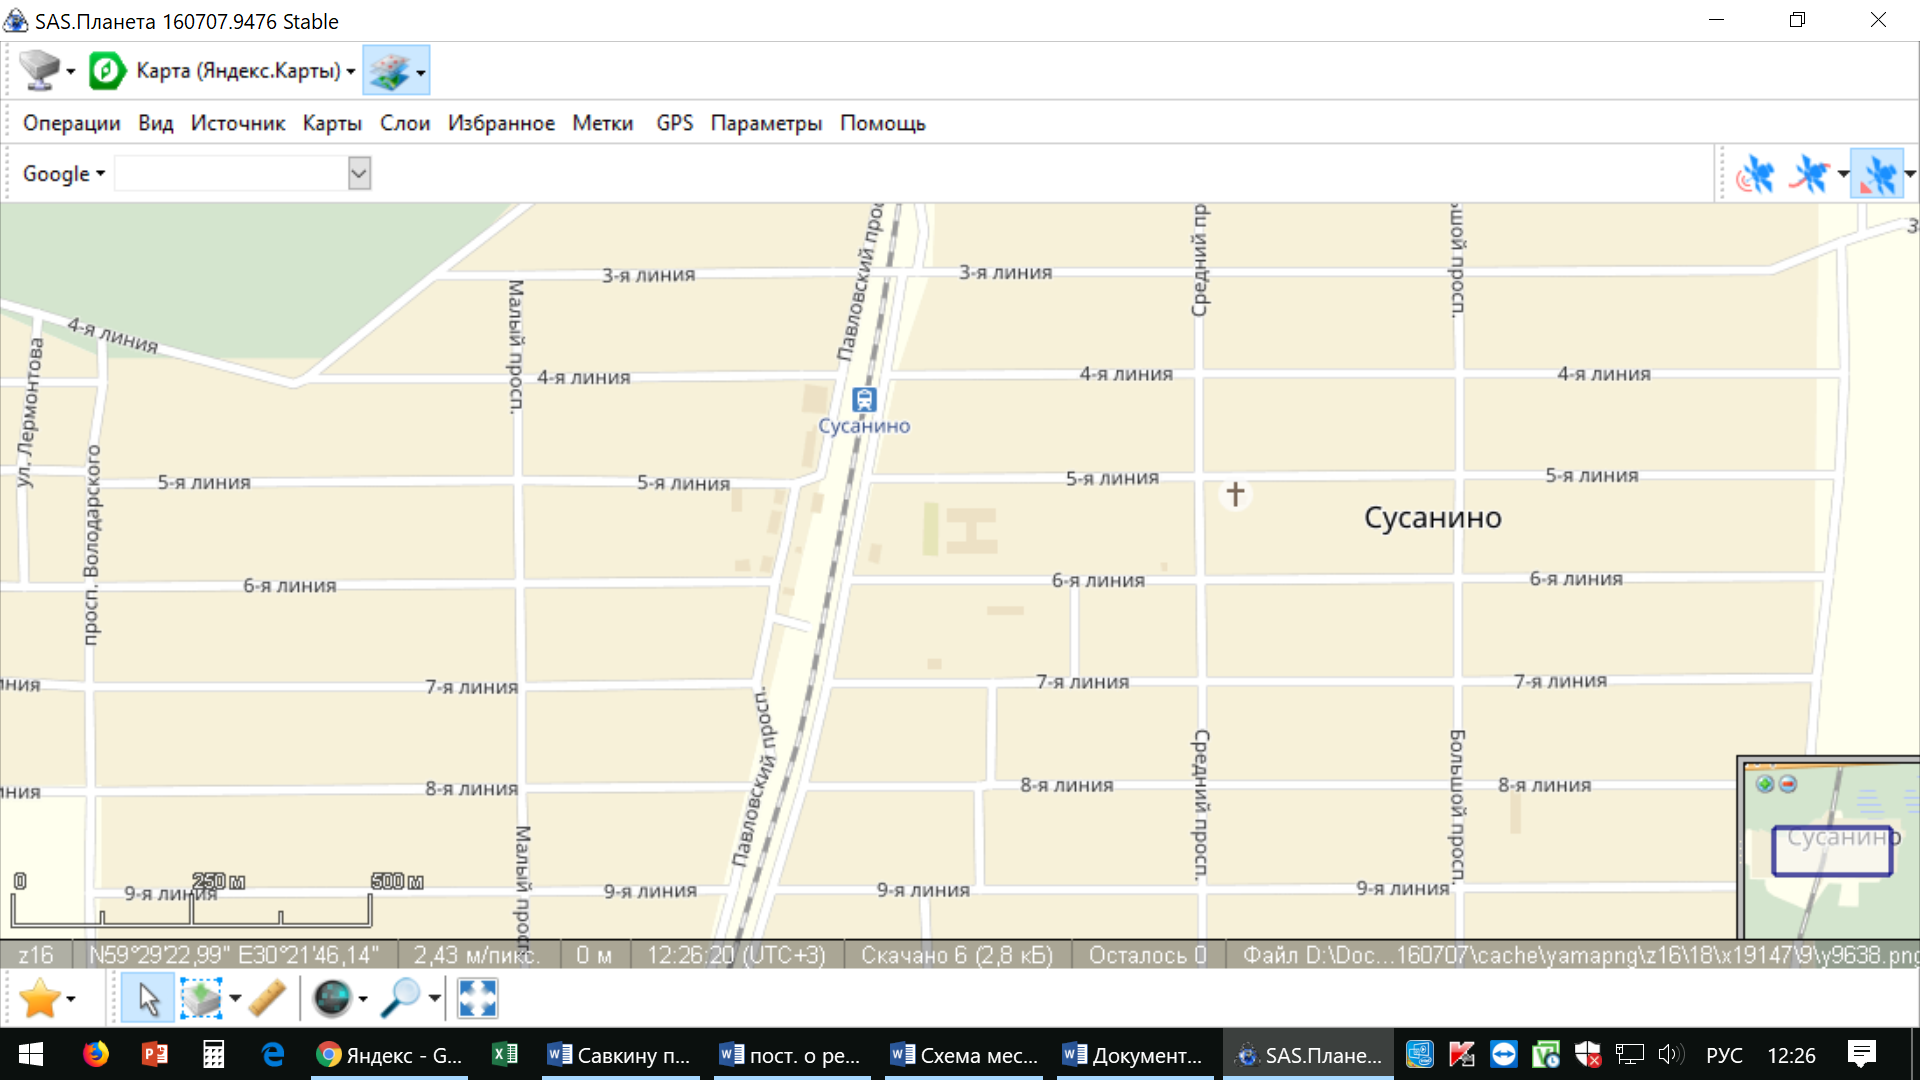 SAS.Планета 160707.9476 Stable
Карта (Яндекс.Карты)
Операции Вид Источник Карты Слои Избранное Метки GPS Параметры Помощь
Google
Павловский прос
Средний пр
шой просп.
3-я линия
3-я линия
З
Малый просп.
4-я линия
ул. Лермонтова
4-я линия
4-я линия
4-я линия
Сусанино
просп. Володарского
5-я линия
5-я линия
5-я линия
5-я линия
Сусанино
6-я линия
6-я линия
6-я линия
иния
7-я линия
7-я линия
7-я линия
Павловский просп.
Средний просп.
Большой просп.
иния
8-я линия
8-я линия
8-я линия
Малый просп
Сусанино
0 250 м 500 м
9-я линия
9-я линия
9-я линия
9-я линия
z16 N59°29'22,99" E30°21'46,14" 2,43 м/пикс. 0 м 12:26:20 (UTC+3) Скачано 6 (2,8 кБ) Осталось 0 Файл D:\Doc...160707\cache\yamapng\z16\18\x19147\9\y9638.png
Яндекс - G... Савкину п... пост. о ре... Схема мес... Документ... SAS.Плане... РУС 12:26